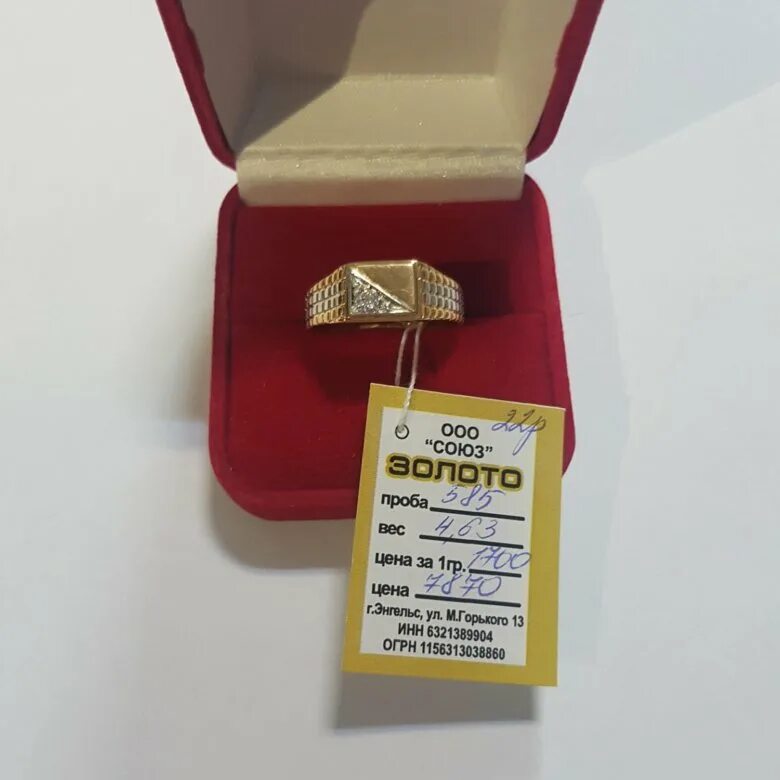 22р
ООО
"СОЮЗ"
ЗОЛОТО
проба 585
вес 4,63
цена за 1гр. 1700
цена 7870
г.Энгельс, ул. М.Горького 13
ИНН 6321389904
ОГРН 1156313038860